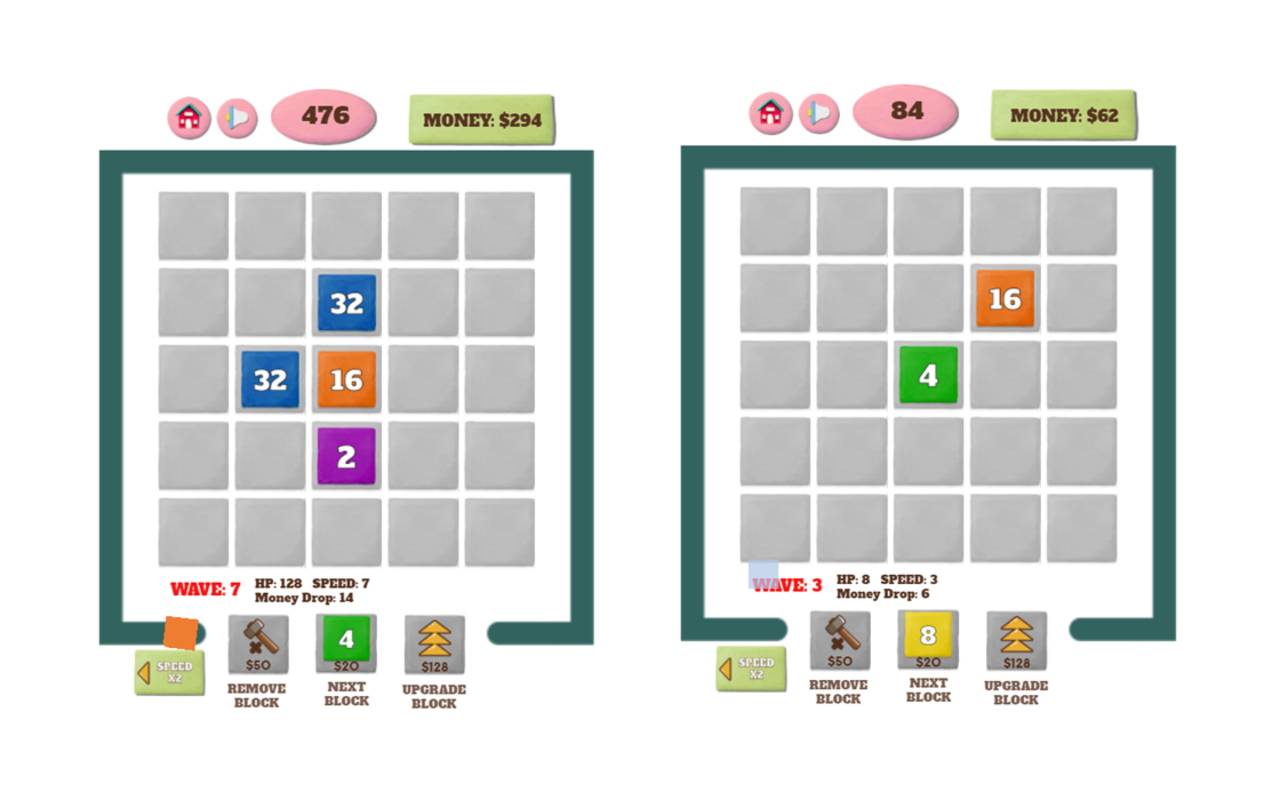 476
MONEY: $294
32
32 16
2
WAVE: 7
HP: 128 SPEED: 7
Money Drop: 14
4
$50 $20 $128
SPEED
X2
REMOVE
BLOCK
NEXT
BLOCK
UPGRADE
BLOCK
84
MONEY: $62
16
4
WAVE: 3
HP: 8 SPEED: 3
Money Drop: 6
8
$50 $20 $128
SPEED
X2
REMOVE
BLOCK
NEXT
BLOCK
UPGRADE
BLOCK